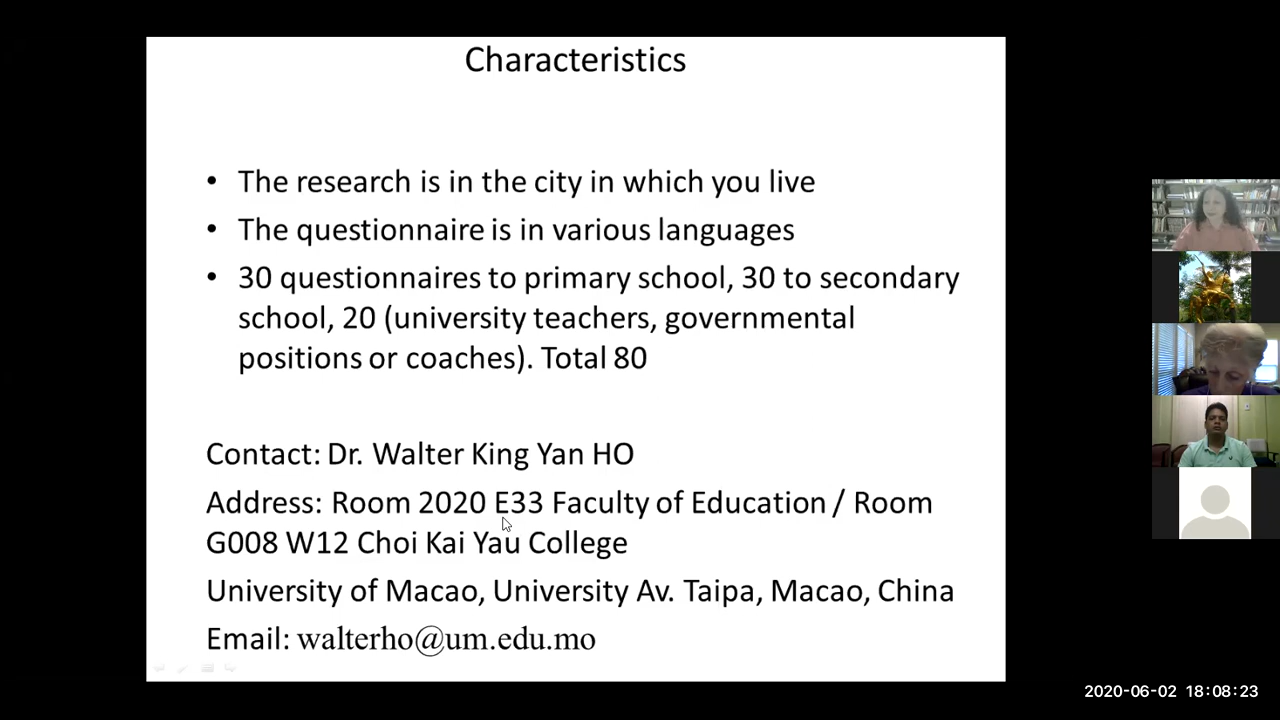 Characteristics
• The research is in the city in which you live
• The questionnaire is in various languages
• 30 questionnaires to primary school, 30 to secondary
school, 20 (university teachers, governmental
positions or coaches). Total 80
Contact: Dr. Walter King Yan HO
Address: Room 2020 E33 Faculty of Education / Room
G008 W12 Choi Kai Yau College
University of Macao, University Av. Taipa, Macao, China
Email: walterho@um.edu.mo
2020-06-02 18:08:23